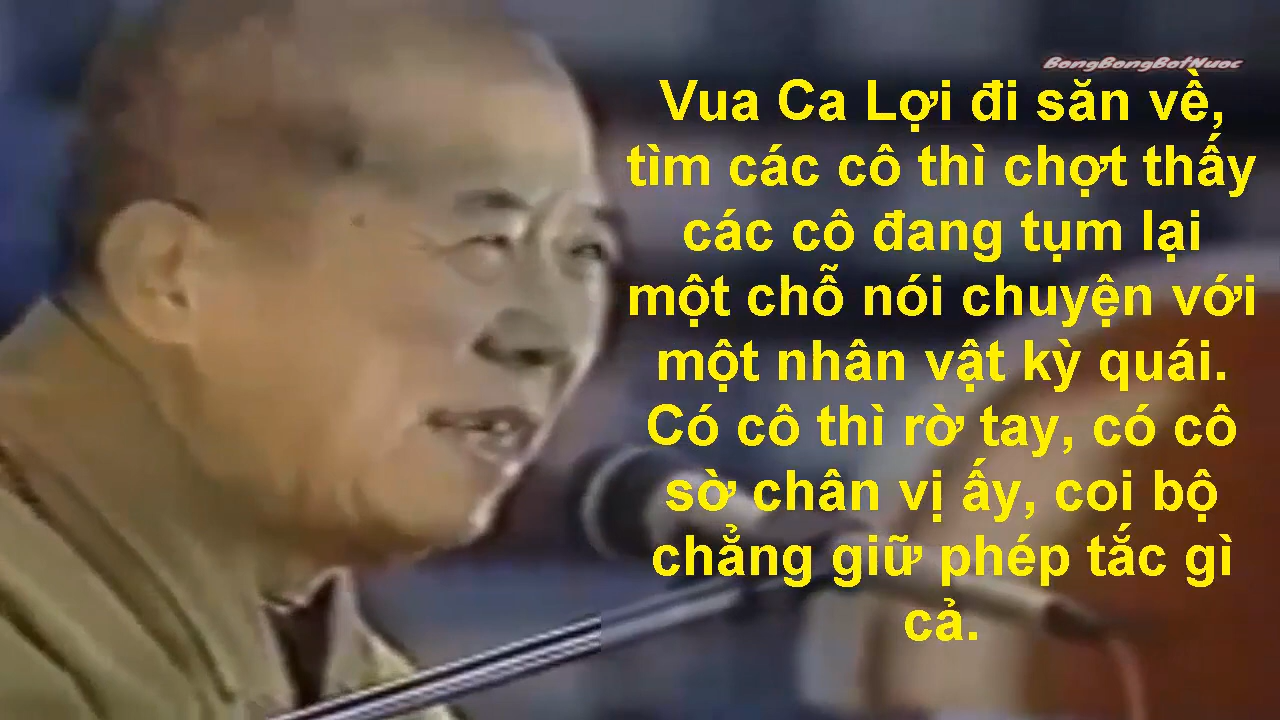 BongBongBotNuoc
Vua Ca Lợi đi săn về,
tìm các cô thì chợt thấy
các cô đang tụm lại
một chỗ nói chuyện với
một nhân vật kỳ quái.
Có cô thì rờ tay, có cô
sờ chân vị ấy, coi bộ
chẳng giữ phép tắc gì
cả.